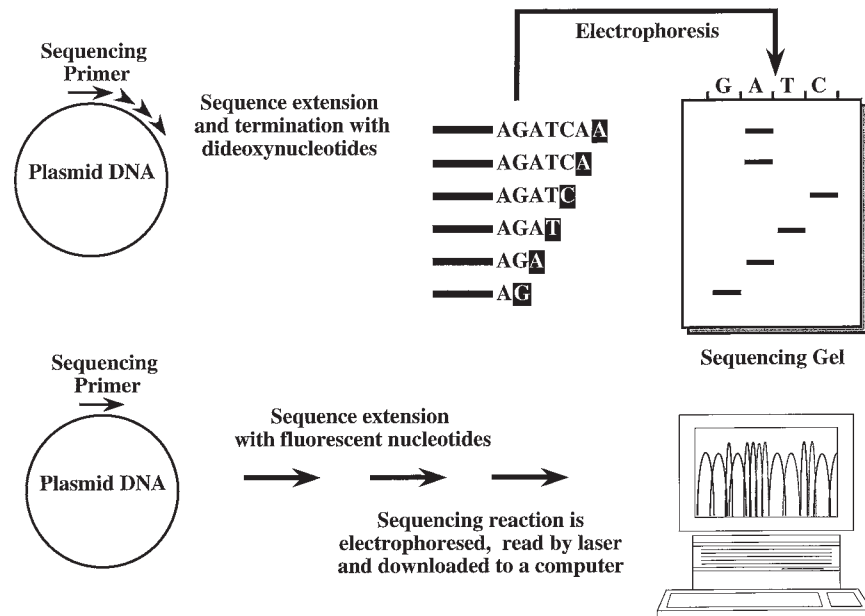 Sequencing
Primer
Plasmid DNA
Sequence extension
and termination with
dideoxynucleotides
Electrophoresis
AGATCAA
AGATCA
AGATC
AGAT
AGA
AG
G A T C
Sequencing Gel
Sequencing
Primer
Plasmid DNA
Sequence extension
with fluorescent nucleotides
Sequencing reaction is
electrophoresed, read by laser
and downloaded to a computer